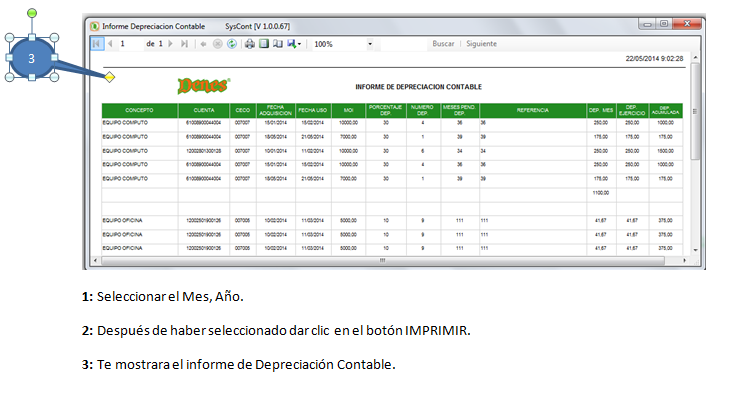 Informe Depreciacion Contable SysCont [V 1.0.0.67]
1 de 1 100% Buscar | Siguiente
3
22/05/2014 9:02:28
Danes
INFORME DE DEPRECIACION CONTABLE
CONCEPTO CUENTA CECO FECHA ADQUISICION FECHA USO MOI PORCENTAJE DEP. NUMERO DEP. MESES PEND. DEP. REFERENCIA DEP. MES DEP. EJERCICIO DEP. ACUMULADA
EQUIPO COMPUTO 61008900044004 007007 15/01/2014 15/02/2014 10000.00 30 4 36 36 250.00 250.00 1000.00
EQUIPO COMPUTO 61008900044004 007007 18/05/2014 21/05/2014 7000.00 30 1 39 39 175.00 175.00 175.00
EQUIPO COMPUTO 12002801000128 007007 10/01/2014 11/02/2014 10000.00 30 6 34 34 250.00 250.00 1500.00
EQUIPO COMPUTO 61008900044004 007007 15/01/2014 15/02/2014 10000.00 30 4 36 36 250.00 250.00 1000.00
EQUIPO COMPUTO 61008900044004 007007 18/05/2014 21/05/2014 7000.00 30 1 39 39 175.00 175.00 175.00
1100.00
EQUIPO OFICINA 12002501900126 007006 10/02/2014 11/03/2014 5000.00 10 9 111 111 41.67 41.67 375.00
EQUIPO OFICINA 12002501900126 007006 10/02/2014 11/03/2014 5000.00 10 9 111 111 41.67 41.67 375.00
EQUIPO OFICINA 12002501900126 007006 10/02/2014 11/03/2014 5000.00 10 9 111 111 41.67 41.67 375.00
1: Seleccionar el Mes, Año.
2: Después de haber seleccionado dar clic en el botón IMPRIMIR.
3: Te mostrara el informe de Depreciación Contable.